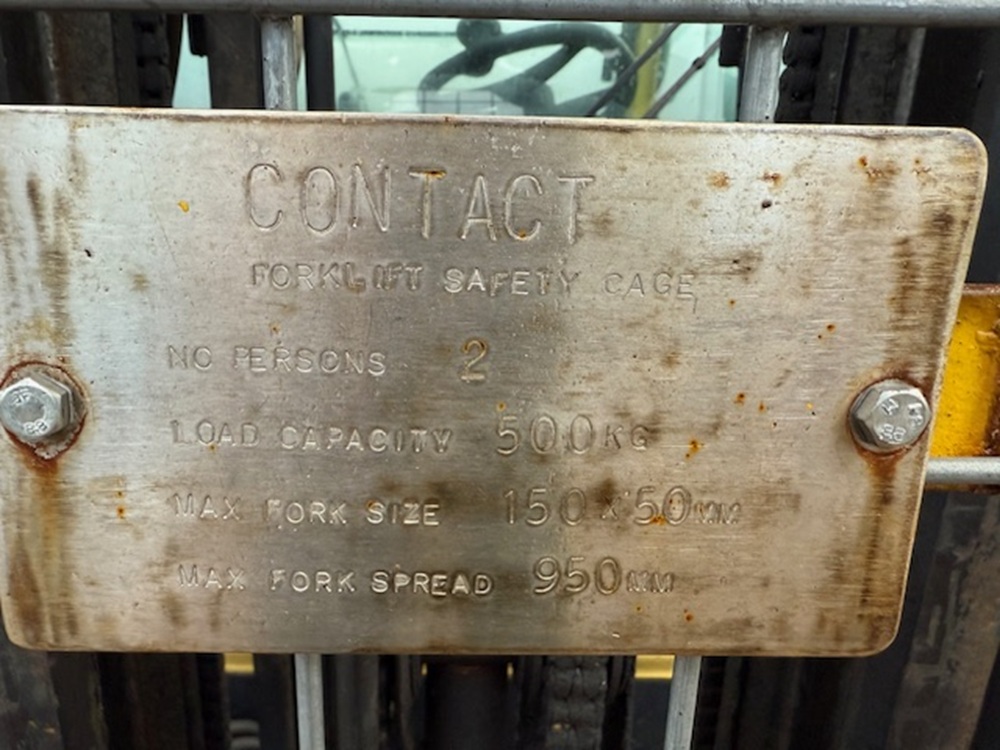 CONTACT
FORKLIFT SAFETY CAGE
NO PERSONS 2
LOAD CAPACITY 500KG
MAX FORK SIZE 150 X 50MM
MAX FORK SPREAD 950MM